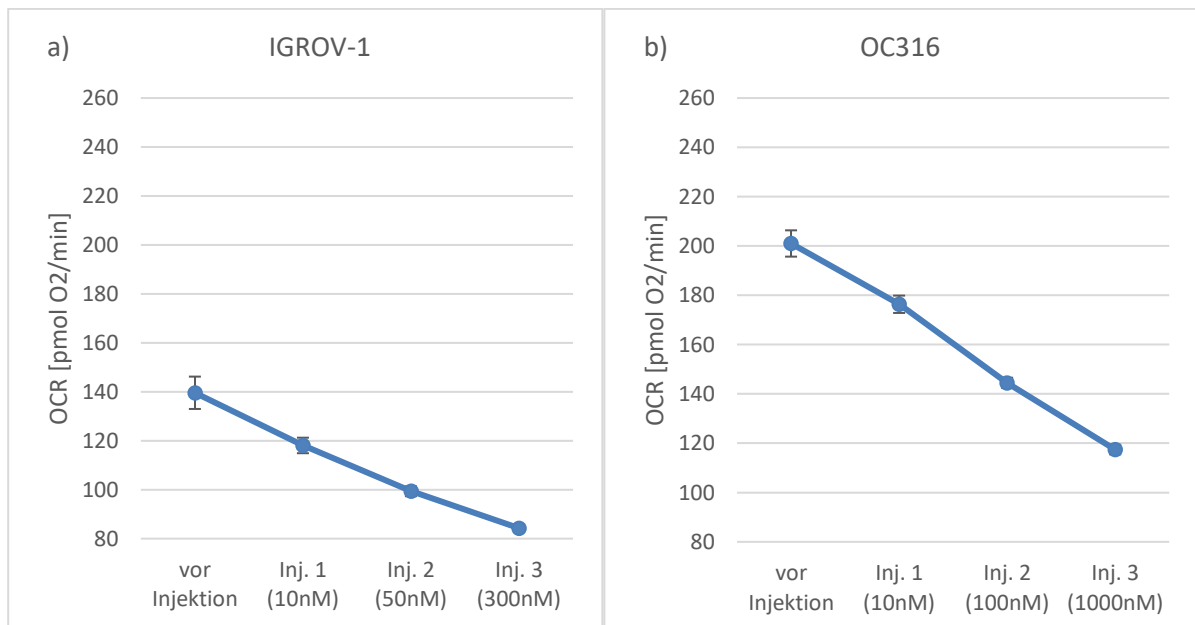 a)
IGROV-1
OCR [pmol O2/min]
260
240
220
200
180
160
140
120
100
80
vor
Injektion
Inj. 1
(10nM)
Inj. 2
(50nM)
Inj. 3
(300nM)
b)
OC316
OCR [pmol O2/min]
260
240
220
200
180
160
140
120
100
80
vor
Injektion
Inj. 1
(10nM)
Inj. 2
(100nM)
Inj. 3
(1000nM)